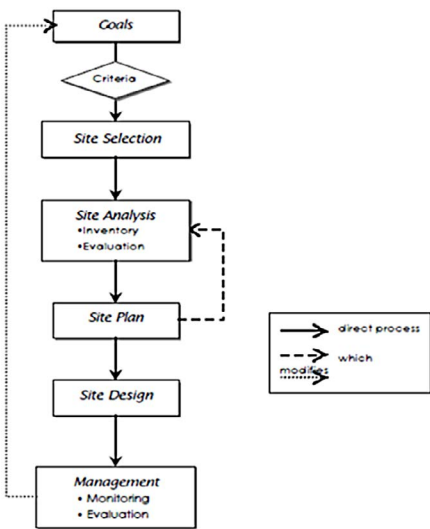 Goals
Criteria
Site Selection
Site Analysis
•Inventory
•Evaluation
Site Plan
Site Design
Management
• Monitoring
• Evaluation
direct process
which
modifies